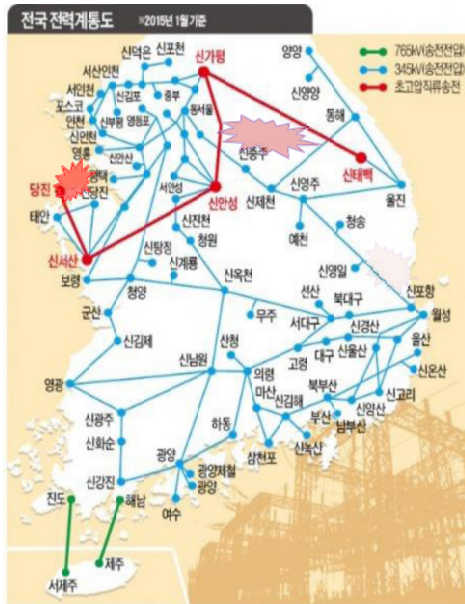 전국 전력계통도 ※2015년 1월 기준
765kV(송전전압)
345kV(송전전압)
초고압직류송전
신포천
신덕은
신가평
양양
서산인천
서인천
신김포
중부
신양양
포스코
동서울
인천
신부평
영등포
동해
신인천
영흥
신안산
신충주
신태백
당진
평택
신당진
서안성
신안성
신제천
신영주
울진
태안
신진천
청원
예천
청송
신서산
신탕정
신계룡
신영일
보령
청양
신옥천
선산
북대구
신포항
군산
무주
서대구
신경산
월성
신김제
산청
고령
대구
신울산
울산
신남원
의령
신온산
영광
마산
북부산
신고리
신김해
신양산
신광주
하동
부산
남부산
신화순
삼천포
신녹산
신강진
광양
광양제철
광양
진도
해남
여수
제주
서제주